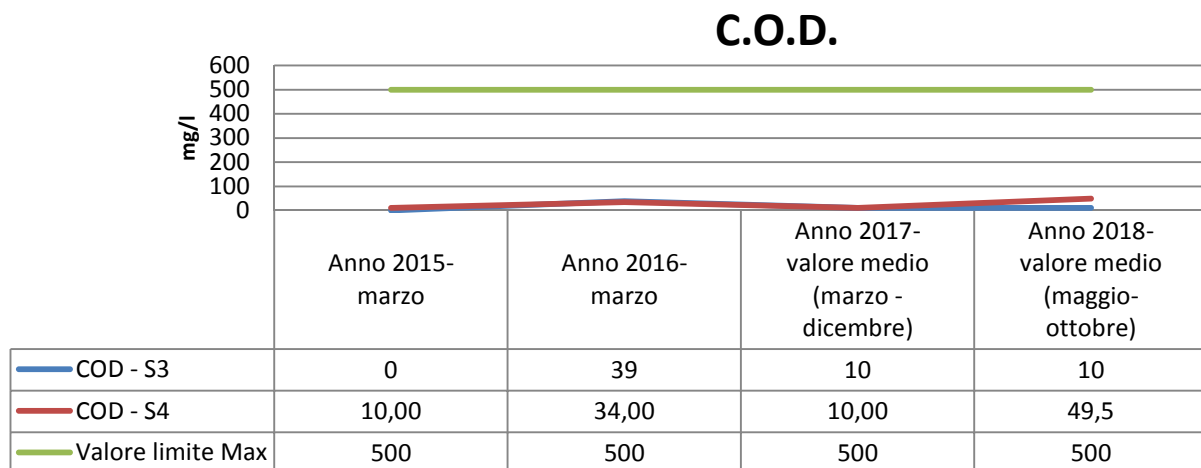 C.O.D.
mg/l
600
500
400
300
200
100
0
Anno 2015-
marzo
Anno 2016-
marzo
Anno 2017-
valore medio
(marzo -
dicembre)
Anno 2018-
valore medio
(maggio-
ottobre)
COD - S3 0 39 10 10
COD - S4 10,00 34,00 10,00 49,5
Valore limite Max 500 500 500 500